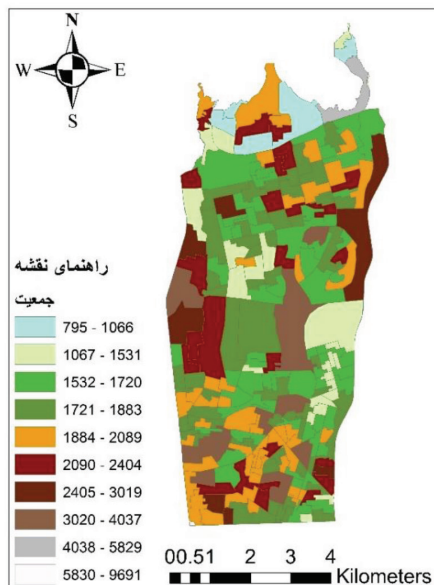 N
W E
S
راهنمای نقشه
جمعیت
795 - 1066
1067 - 1531
1532 - 1720
1721 - 1883
1884 - 2089
2090 - 2404
2405 - 3019
3020 - 4037
4038 - 5829
5830 - 9691
00.51 2 3 4
Kilometers